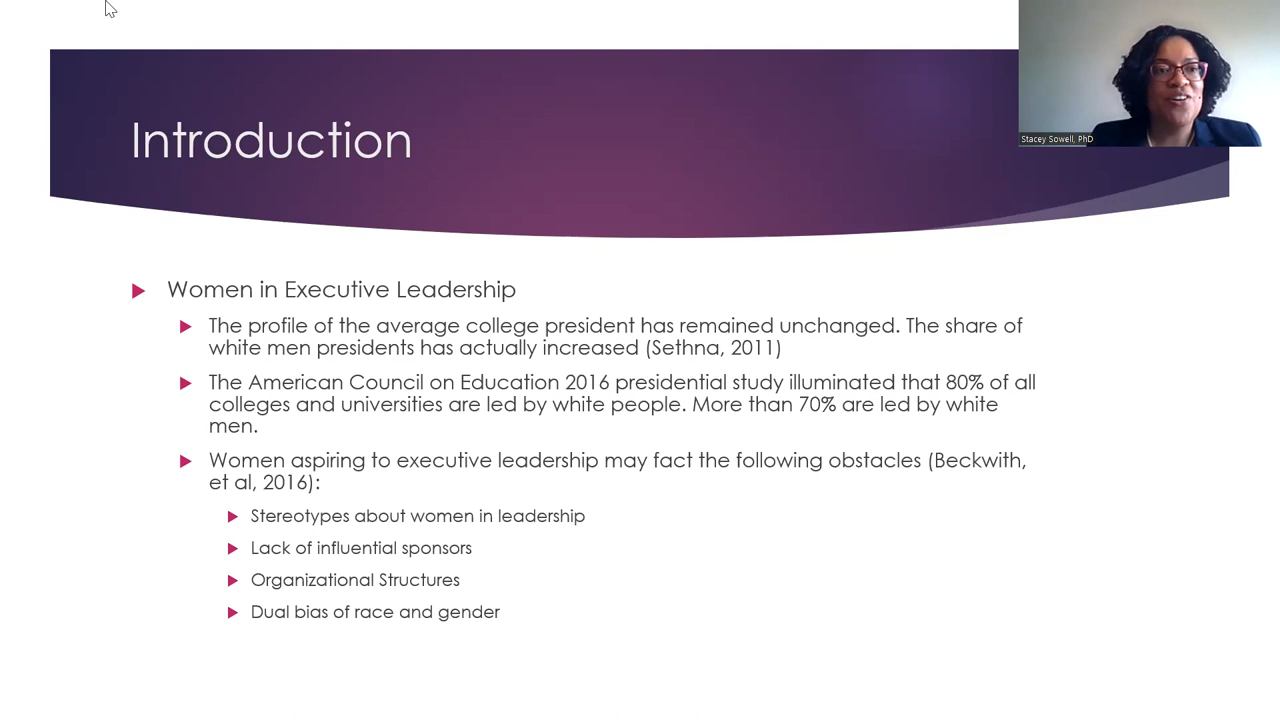 Introduction
Stacey Sowell, PhD
Women in Executive Leadership
The profile of the average college president has remained unchanged. The share of
white men presidents has actually increased (Sethna, 2011)
The American Council on Education 2016 presidential study illuminated that 80% of all
colleges and universities are led by white people. More than 70% are led by white
men.
Women aspiring to executive leadership may fact the following obstacles (Beckwith,
et al, 2016):
Stereotypes about women in leadership
Lack of influential sponsors
Organizational Structures
Dual bias of race and gender